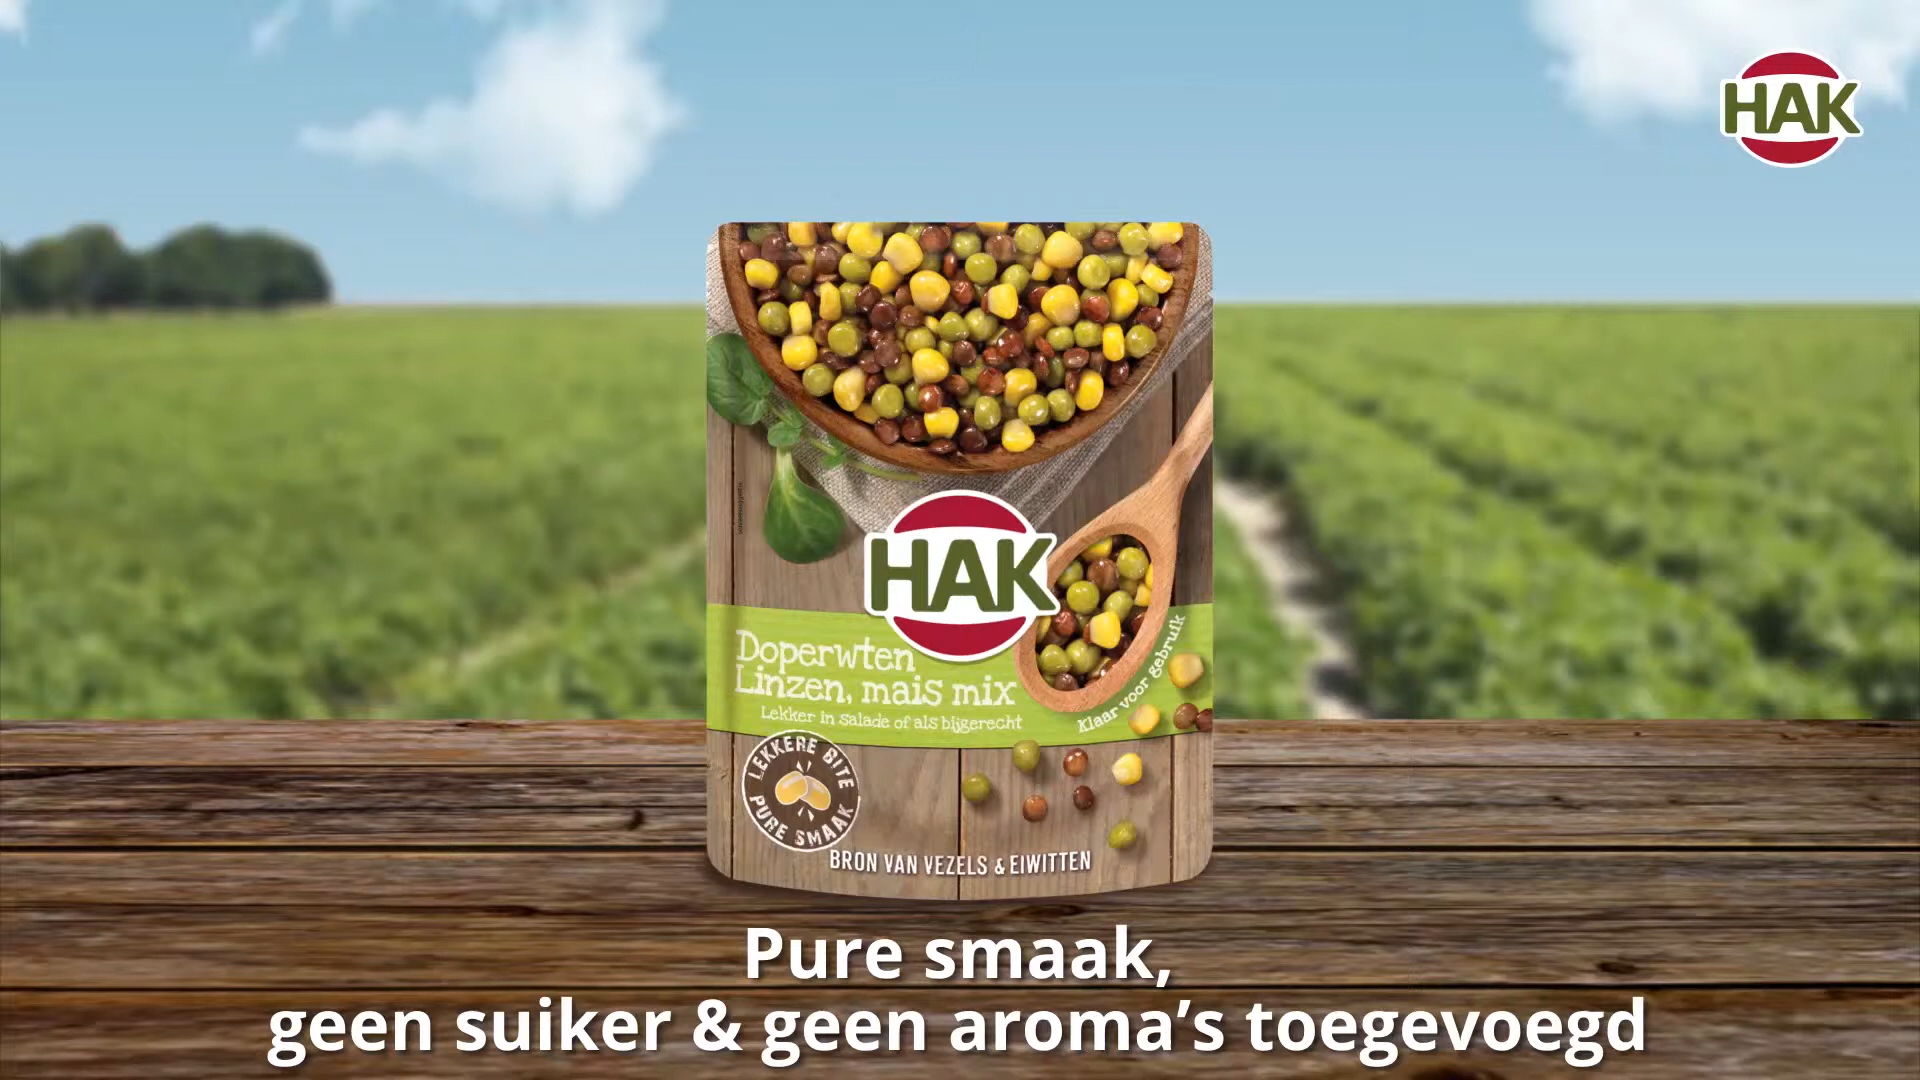 HAK
HAK
Doperwten
Linzen, mais mix
Lekker in salade of als bijgerecht
Klaar voor gebruik
LEKKERE BITE
PURE SMAAK
BRON VAN VEZELS & EIWITTEN
Pure smaak,
geen suiker & geen aroma’s toegevoegd